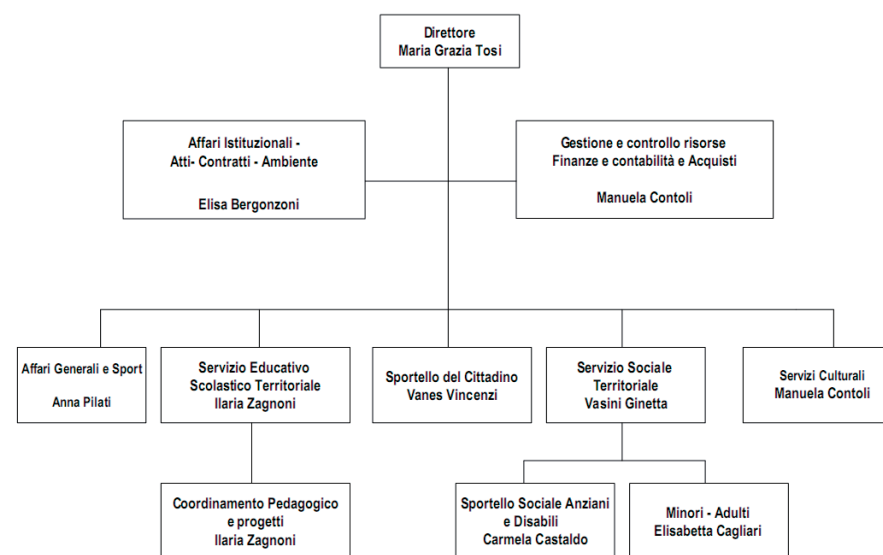 Direttore
Maria Grazia Tosi
Affari Istituzionali -
Atti- Contratti - Ambiente
Elisa Bergonzoni
Gestione e controllo risorse
Finanze e contabilità e Acquisti
Manuela Contoli
Affari Generali e Sport
Anna Pilati
Servizio Educativo
Scolastico Territoriale
Ilaria Zagnoni
Sportello del Cittadino
Vanes Vincenzi
Servizio Sociale
Territoriale
Vasini Ginetta
Servizi Culturali
Manuela Contoli
Coordinamento Pedagogico
e progetti
Ilaria Zagnoni
Sportello Sociale Anziani
e Disabili
Carmela Castaldo
Minori - Adulti
Elisabetta Cagliari